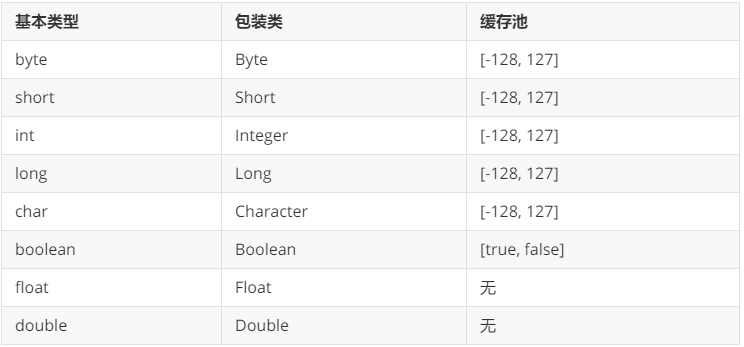 基本类型 包装类 缓存池
byte Byte [-128, 127]
short Short [-128, 127]
int Integer [-128, 127]
long Long [-128, 127]
char Character [-128, 127]
boolean Boolean [true, false]
float Float 无
double Double 无